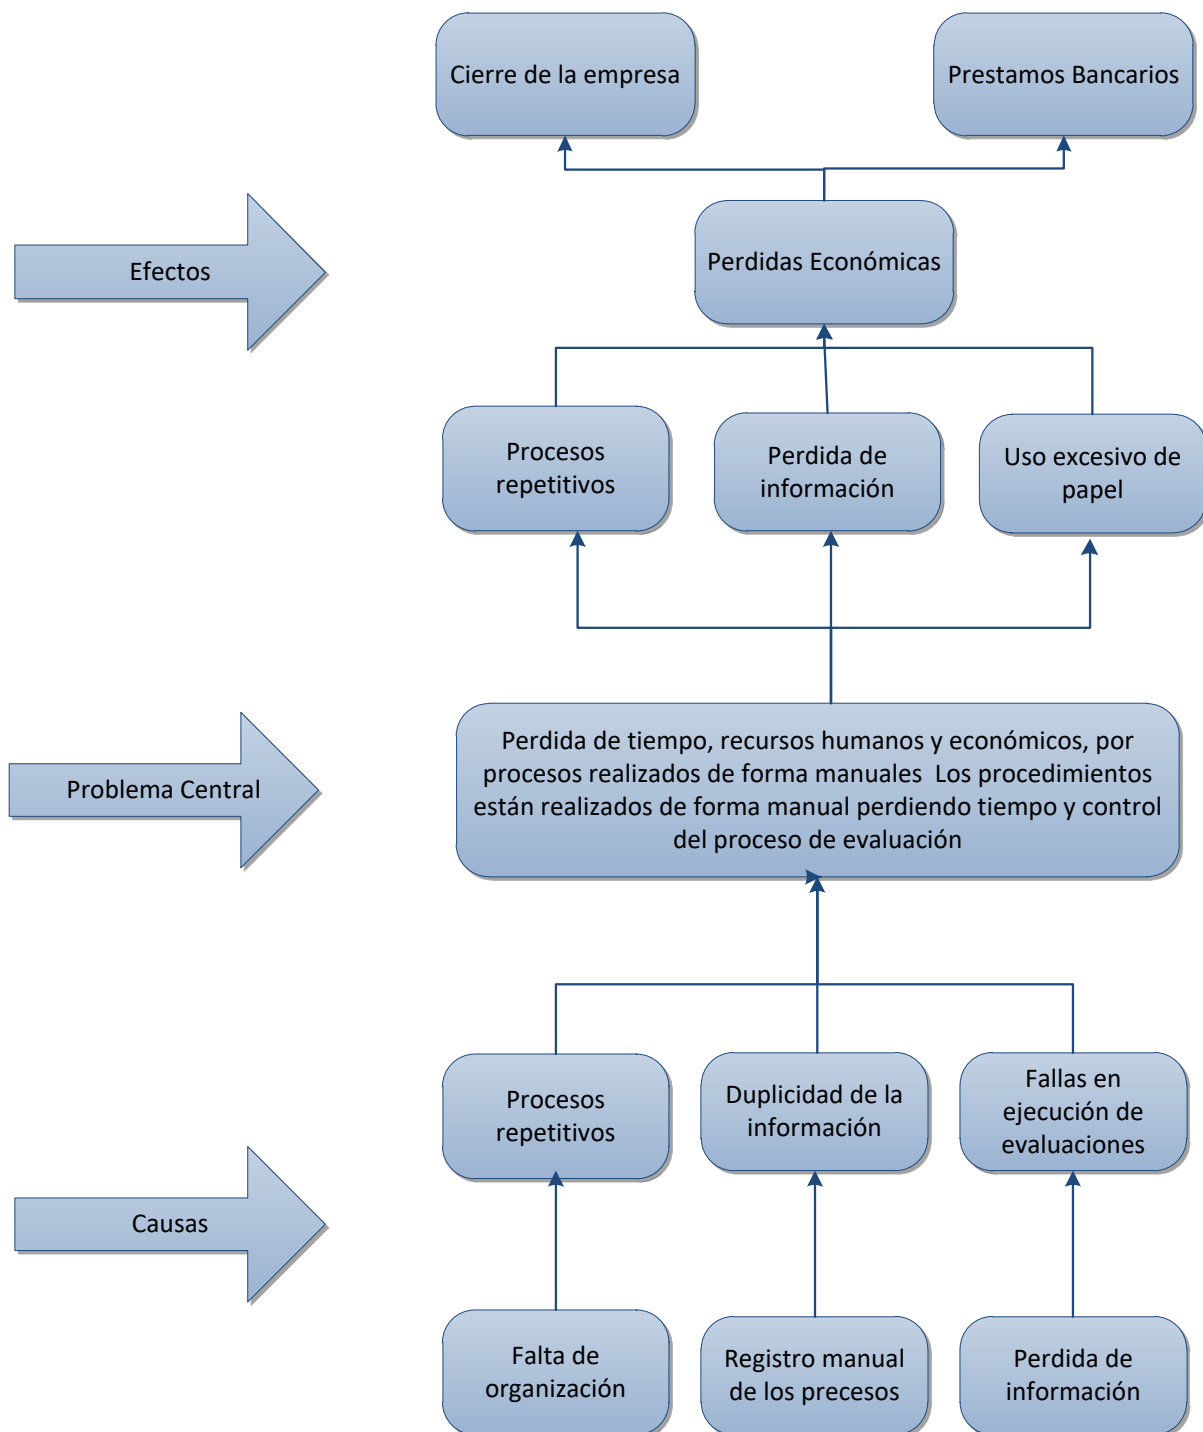 Cierre de la empresa
Prestamos Bancarios
Efectos
Perdidas Económicas
Procesos
repetitivos
Perdida de
información
Uso excesivo de
papel
Problema Central
Perdida de tiempo, recursos humanos y económicos, por
procesos realizados de forma manuales  Los procedimientos
están realizados de forma manual perdiendo tiempo y control
del proceso de evaluación
Procesos
repetitivos
Duplicidad de la
información
Fallas en
ejecución de
evaluaciones
Causas
Falta de
organización
Registro manual
de los precesos
Perdida de
información